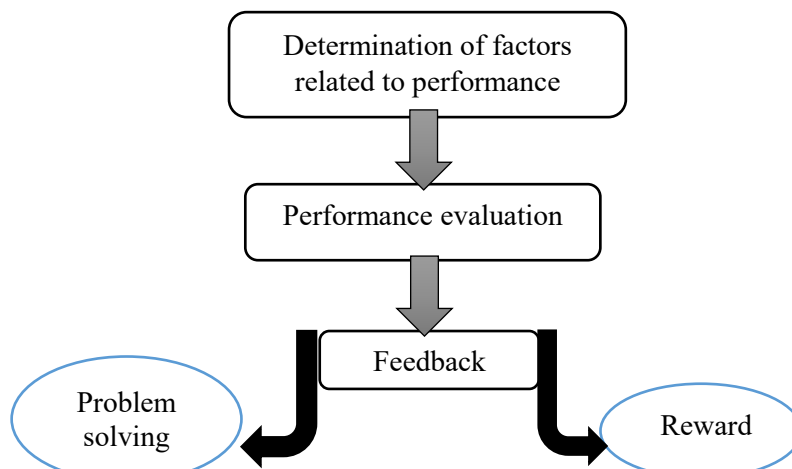 Determination of factors
related to performance
Performance evaluation
Feedback
Problem
solving
Reward